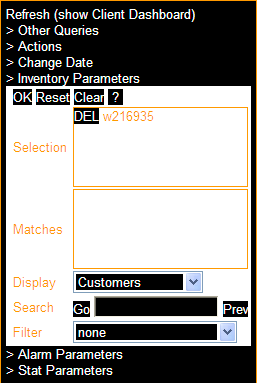 Refresh (show Client Dashboard)
> Other Queries
> Actions
> Change Date
> Inventory Parameters
OK Reset Clear ?
Selection DEL w216935
Matches
Display Customers
Search Go Prev
Filter none
> Alarm Parameters
> Stat Parameters